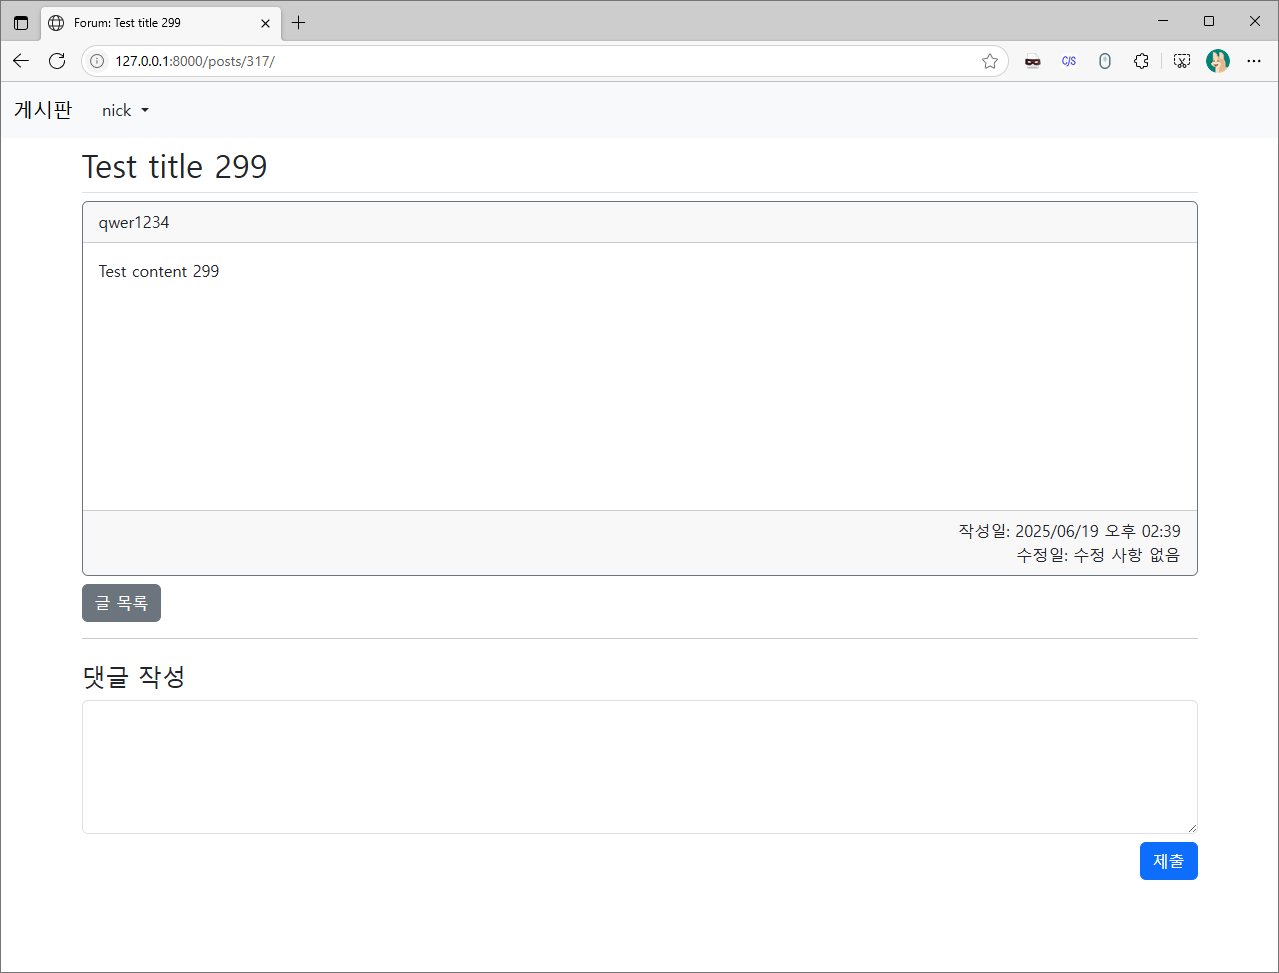 Forum: Test title 299
127.0.0.1:8000/posts/317/
C/S
게시판 nick
Test title 299
qwer1234
Test content 299
작성일: 2025/06/19 오후 02:39
수정일: 수정 사항 없음
글 목록
댓글 작성
제출